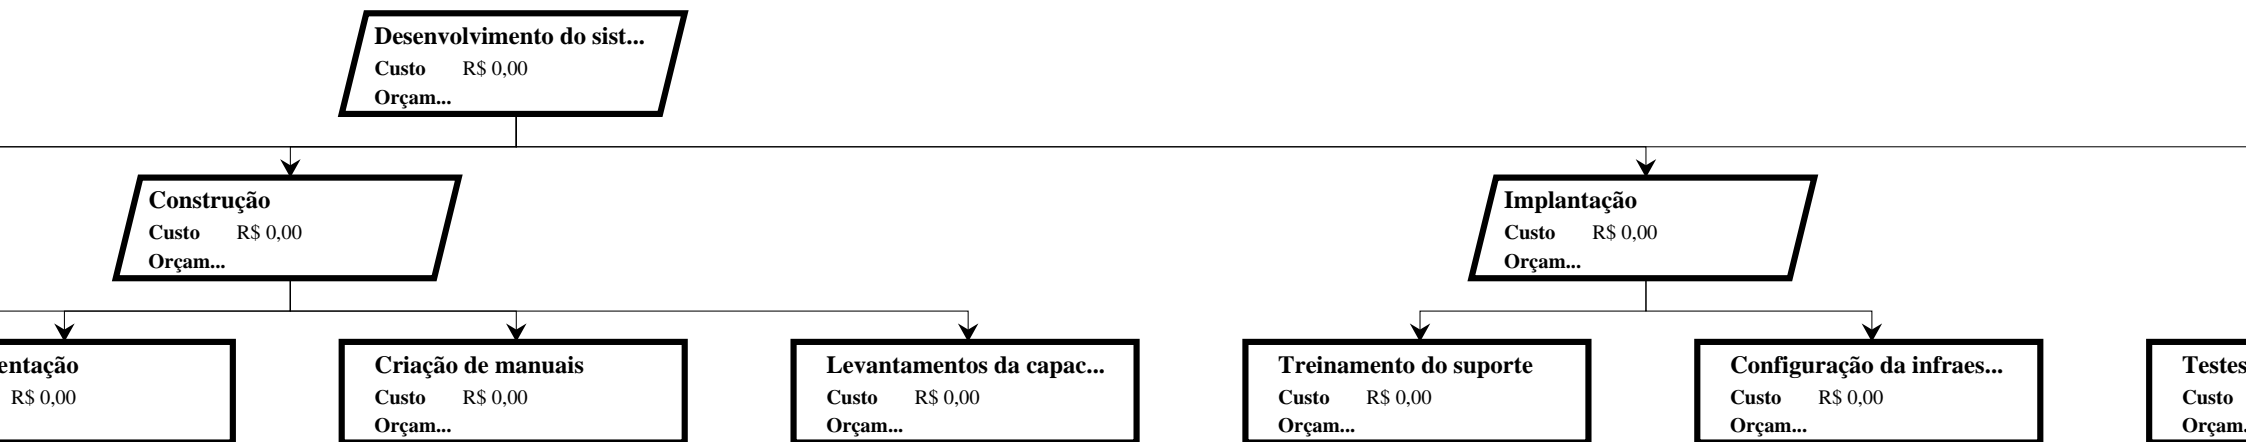 Desenvolvimento do sist...
Custo R$ 0,00
Orçam...
Construção
Custo R$ 0,00
Orçam...
Implantação
Custo R$ 0,00
Orçam...
entação
R$ 0,00
Criação de manuais
Custo R$ 0,00
Orçam...
Levantamentos da capac...
Custo R$ 0,00
Orçam...
Treinamento do suporte
Custo R$ 0,00
Orçam...
Configuração da infraes...
Custo R$ 0,00
Orçam...
Testes
Custo
Orçam.